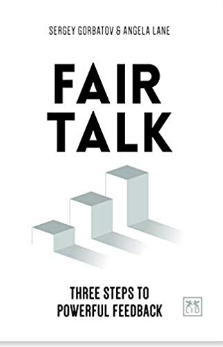 SERGEY GORBATOV & ANGELA LANE
FAIR
TALK
THREE STEPS TO
POWERFUL FEEDBACK
LID